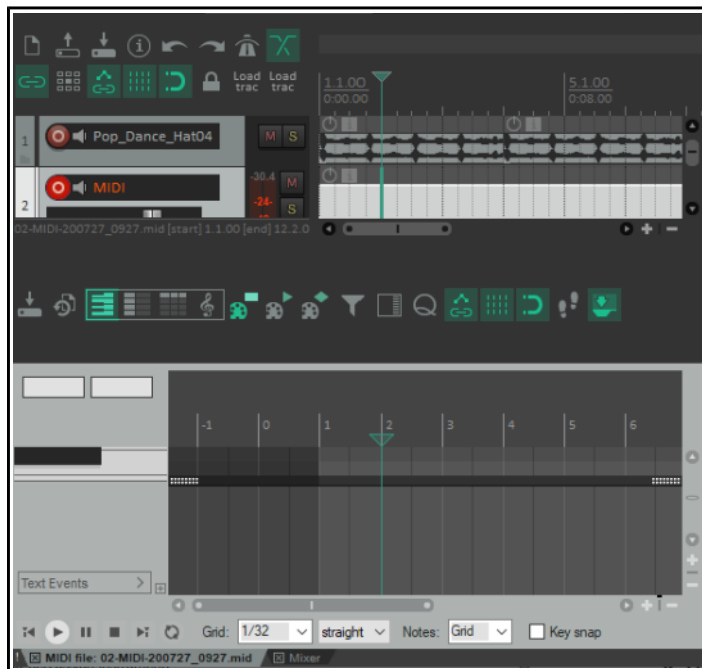 Load Load
trac trac
1.1.00 5.1.00
0:00.00 0:08.00
1 Pop_Dance_Hat04 M S
2 MIDI -30.4 M
-24- S
02-MIDI-200727_0927.mid [start] 1.1.00 [end] 12.2.0
-1 0 1 2 3 4 5 6
Text Events >
Grid: 1/32 straight Notes: Grid Key snap
MIDI file: 02-MIDI-200727_0927.mid Mixer